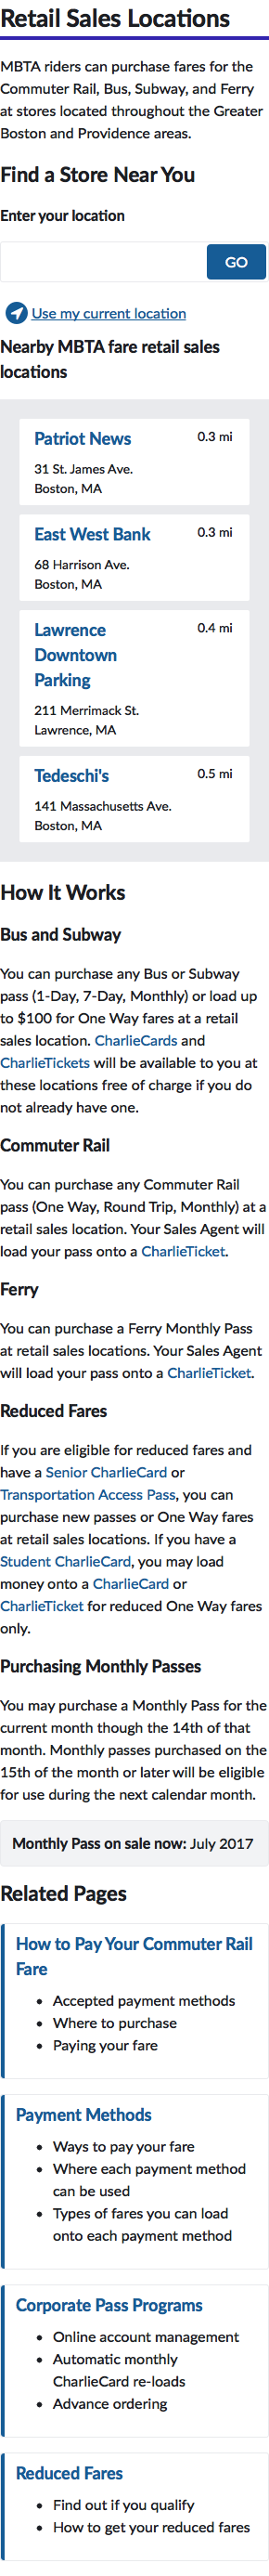 Retail Sales Locations
MBTA riders can purchase fares for the
Commuter Rail, Bus, Subway, and Ferry
at stores located throughout the Greater
Boston and Providence areas.
Find a Store Near You
Enter your location
GO
Use my current location
Nearby MBTA fare retail sales
locations
Patriot News 0.3 mi
31 St. James Ave.
Boston, MA
East West Bank 0.3 mi
68 Harrison Ave.
Boston, MA
Lawrence 0.4 mi
Downtown
Parking
211 Merrimack St.
Lawrence, MA
Tedeschi's 0.5 mi
141 Massachusetts Ave.
Boston, MA
How It Works
Bus and Subway
You can purchase any Bus or Subway
pass (1-Day, 7-Day, Monthly) or load up
to $100 for One Way fares at a retail
sales location. CharlieCards and
CharlieTickets will be available to you at
these locations free of charge if you do
not already have one.
Commuter Rail
You can purchase any Commuter Rail
pass (One Way, Round Trip, Monthly) at a
retail sales location. Your Sales Agent will
load your pass onto a CharlieTicket.
Ferry
You can purchase a Ferry Monthly Pass
at retail sales locations. Your Sales Agent
will load your pass onto a CharlieTicket.
Reduced Fares
If you are eligible for reduced fares and
have a Senior CharlieCard or
Transportation Access Pass, you can
purchase new passes or One Way fares
at retail sales locations. If you have a
Student CharlieCard, you may load
money onto a CharlieCard or
CharlieTicket for reduced One Way fares
only.
Purchasing Monthly Passes
You may purchase a Monthly Pass for the
current month though the 14th of that
month. Monthly passes purchased on the
15th of the month or later will be eligible
for use during the next calendar month.
Monthly Pass on sale now: July 2017
Related Pages
How to Pay Your Commuter Rail
Fare
• Accepted payment methods
• Where to purchase
• Paying your fare
Payment Methods
• Ways to pay your fare
• Where each payment method
can be used
• Types of fares you can load
onto each payment method
Corporate Pass Programs
• Online account management
• Automatic monthly
CharlieCard re-loads
• Advance ordering
Reduced Fares
• Find out if you qualify
• How to get your reduced fares